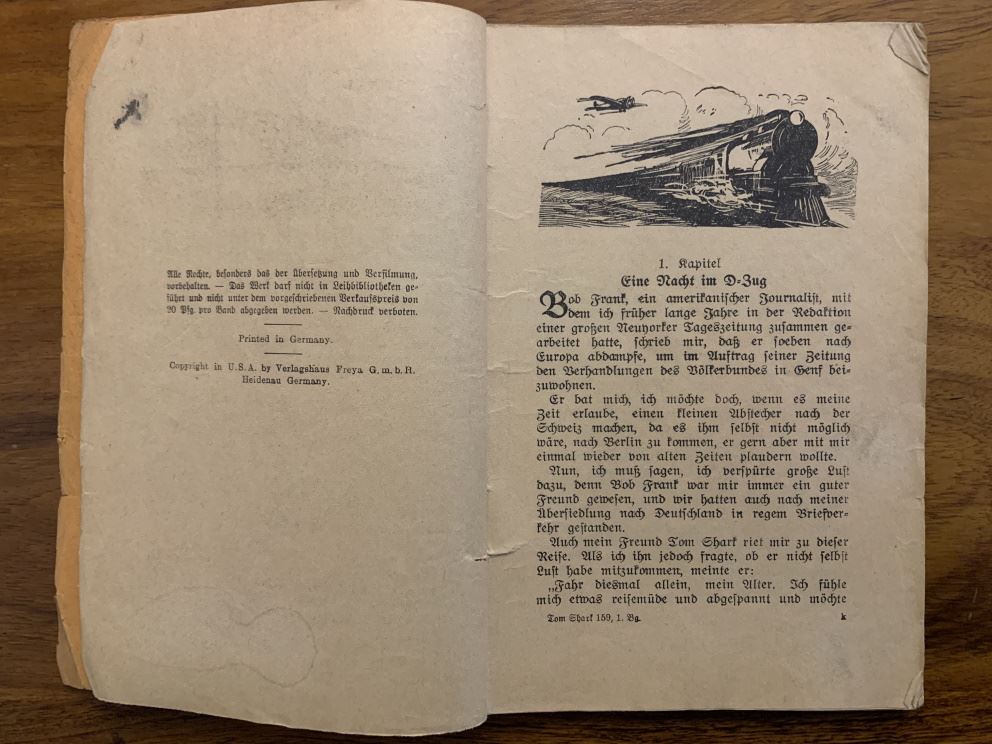 Alle Rechte, besonders das der Übersetzung und Verfilmung,
vorbehalten. — Das Werk darf nicht in Leihbibliotheken ge-
führt und nicht unter dem vorgeschriebenen Verkaufspreis von
20 Pfg. pro Band abgegeben werden. — Nachdruck verboten.
Printed in Germany.
Copyright in U.S.A. by Verlagshaus Freya G. m. b. H.
Heidenau Germany.
1. Kapitel
Eine Nacht im D-Zug
Bob Frank, ein amerikanischer Journalist, mit
dem ich früher lange Jahre in der Redaktion
einer großen Neuyorker Tageszeitung zusammen ge-
arbeitet hatte, schrieb mir, daß er soeben nach
Europa abdampfe, um im Auftrag seiner Zeitung
den Verhandlungen des Völkerbundes in Genf bei-
zuwohnen.
Er bat mich, ich möchte doch, wenn es meine
Zeit erlaube, einen kleinen Abstecher nach der
Schweiz machen, da es ihm selbst nicht möglich
wäre, nach Berlin zu kommen, er gern aber mit mir
einmal wieder von alten Zeiten plaudern wollte.
Nun, ich muß sagen, ich verspürte große Lust
dazu, denn Bob Frank war mir immer ein guter
Freund gewesen, und wir hatten auch nach meiner
Übersiedlung nach Deutschland in regem Briefver-
kehr gestanden.
Auch mein Freund Tom Shark riet mir zu dieser
Reise. Als ich ihn jedoch fragte, ob er nicht selbst
Lust habe mitzukommen, meinte er:
„Fahr diesmal allein, mein Alter. Ich fühle
mich etwas reisemüde und abgespannt und möchte
Tom Shark 159, 1. Bg. k